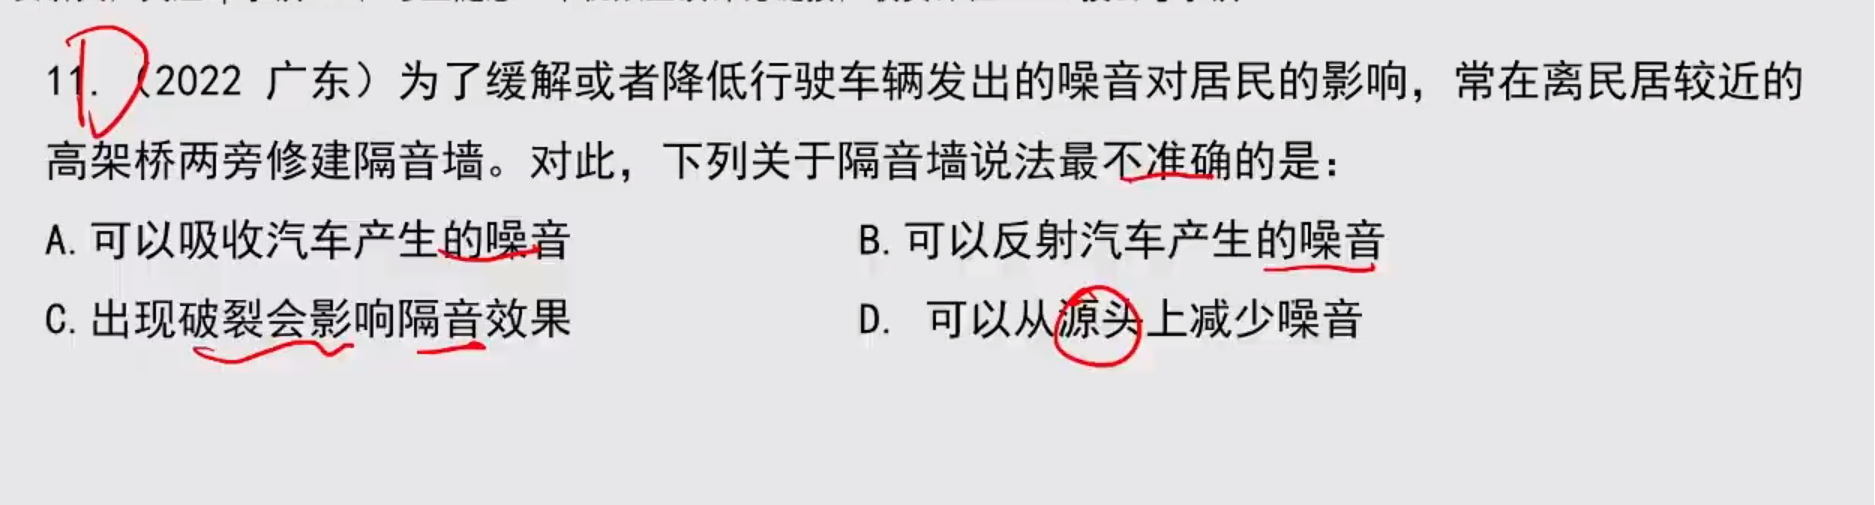 11.（2022 广东）为了缓解或者降低行驶车辆发出的噪音对居民的影响，常在离民居较近的
高架桥两旁修建隔音墙。对此，下列关于隔音墙说法最不准确的是：
A. 可以吸收汽车产生的噪音 B. 可以反射汽车产生的噪音
C. 出现破裂会影响隔音效果 D. 可以从源头上减少噪音
D